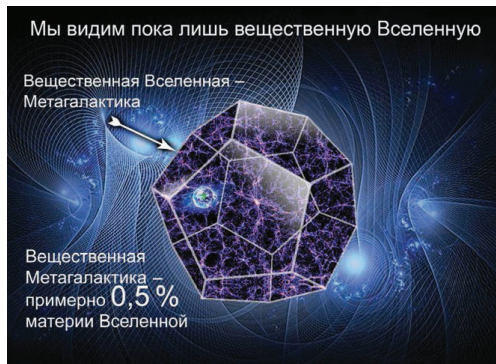 Мы видим пока лишь вещественную Вселенную
Вещественная Вселенная –
Метагалактика
Вещественная
Метагалактика –
примерно 0,5 %
материи Вселенной